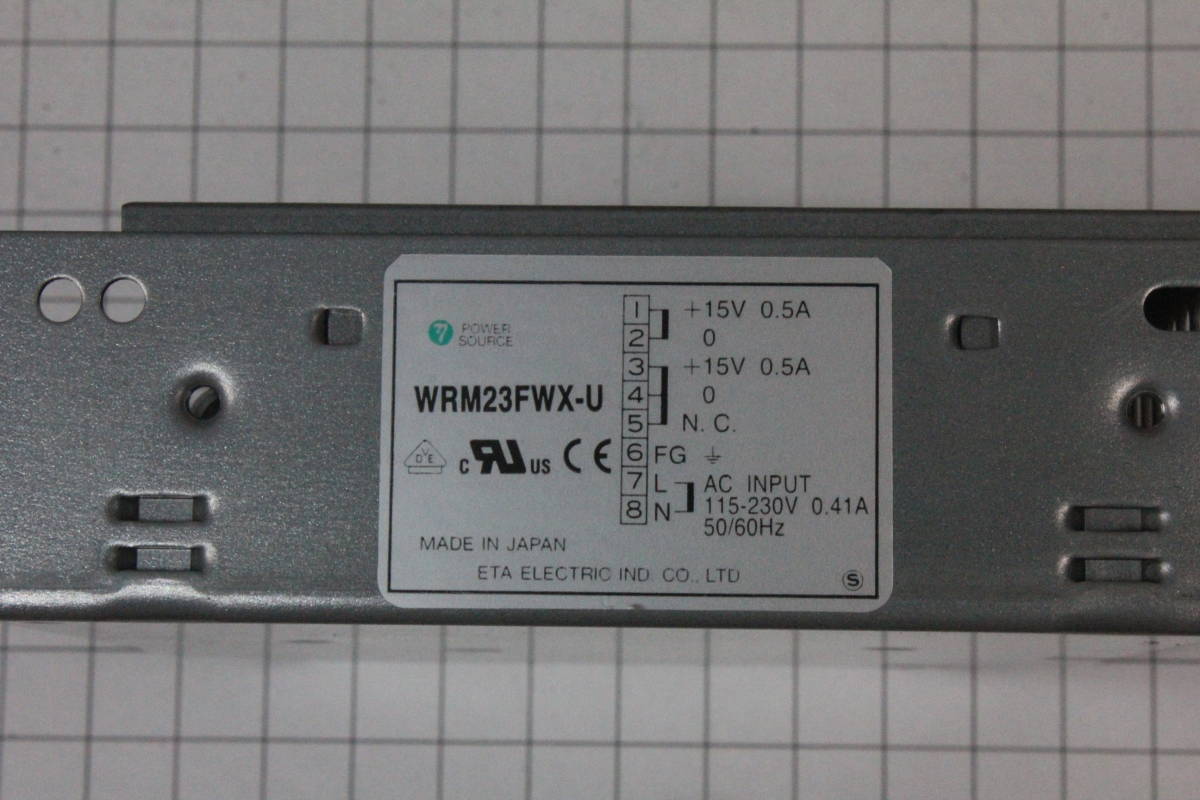 POWER
SOURCE
WRM23FWX-U
VDE
c RU US CE
1 +15V 0.5A
2 0
3 +15V 0.5A
4 0
5 N.C.
6 FG
7 L AC INPUT
8 N 115-230V 0.41A
50/60Hz
MADE IN JAPAN
ETA ELECTRIC IND. CO., LTD
S